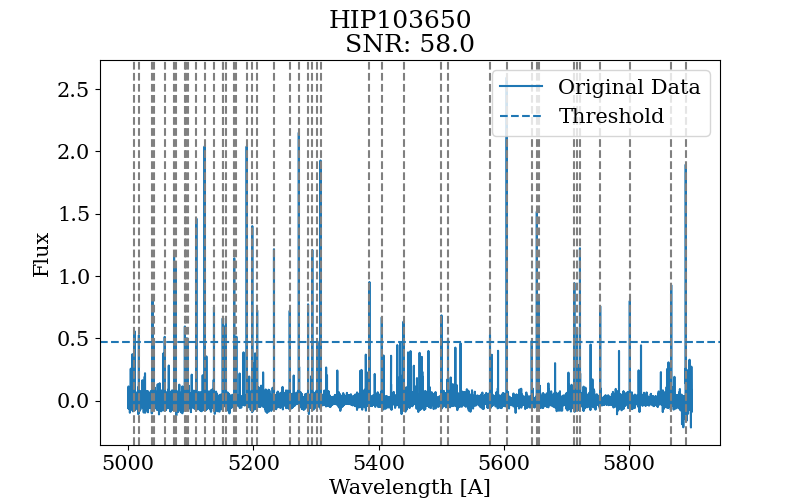 HIP103650
SNR: 58.0
Original Data
Threshold
Flux
2.5
2.0
1.5
1.0
0.5
0.0
5000 5200 5400 5600 5800
Wavelength [A]